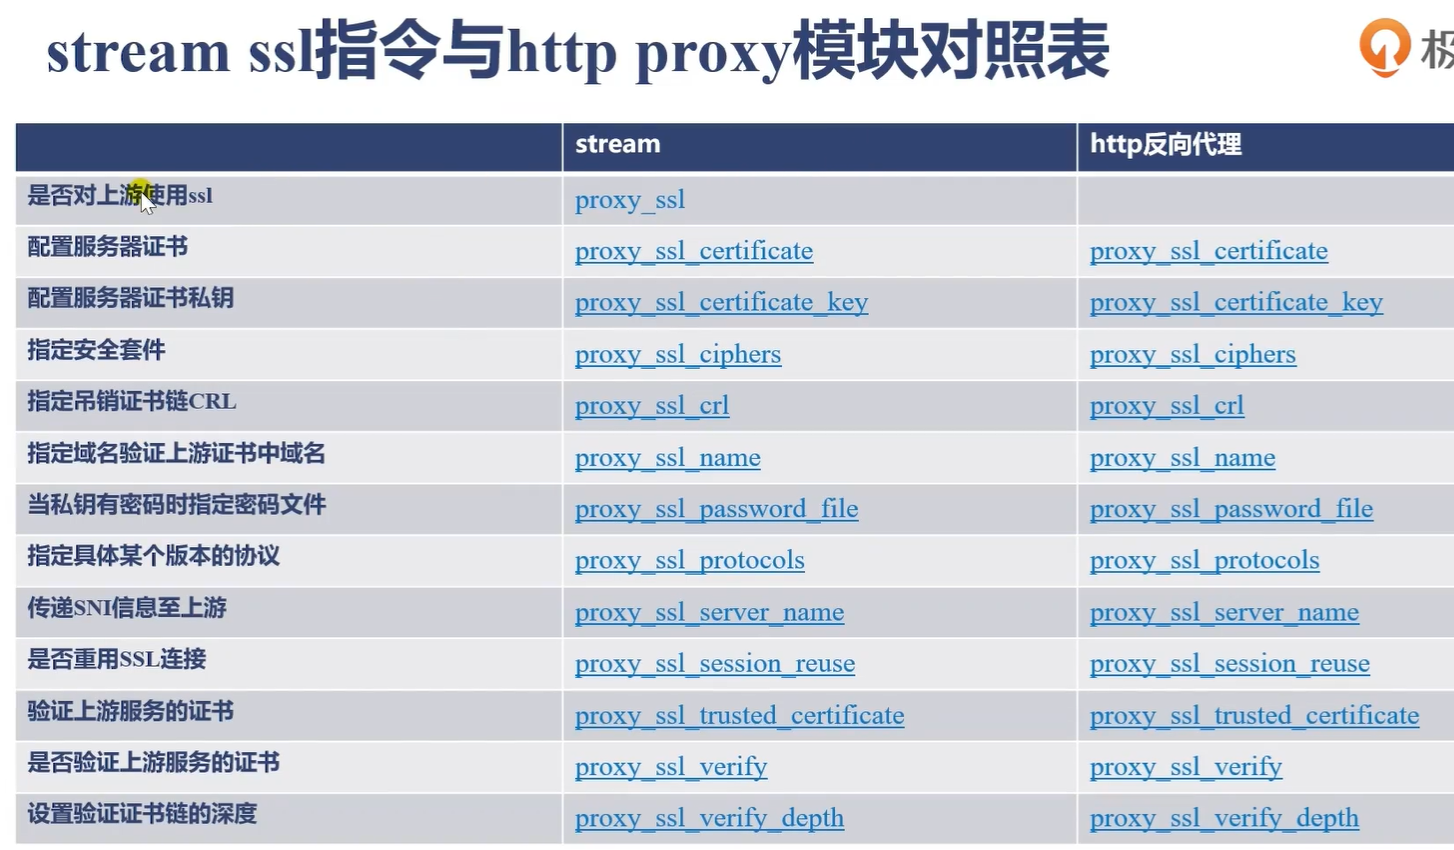 stream ssl指令与http proxy模块对照表
极
stream http反向代理
是否对上游使用ssl proxy_ssl
配置服务器证书 proxy_ssl_certificate proxy_ssl_certificate
配置服务器证书私钥 proxy_ssl_certificate_key proxy_ssl_certificate_key
指定安全套件 proxy_ssl_ciphers proxy_ssl_ciphers
指定吊销证书链CRL proxy_ssl_crl proxy_ssl_crl
指定域名验证上游证书中域名 proxy_ssl_name proxy_ssl_name
当私钥有密码时指定密码文件 proxy_ssl_password_file proxy_ssl_password_file
指定具体某个版本的协议 proxy_ssl_protocols proxy_ssl_protocols
传递SNI信息至上游 proxy_ssl_server_name proxy_ssl_server_name
是否重用SSL连接 proxy_ssl_session_reuse proxy_ssl_session_reuse
验证上游服务的证书 proxy_ssl_trusted_certificate proxy_ssl_trusted_certificate
是否验证上游服务的证书 proxy_ssl_verify proxy_ssl_verify
设置验证证书链的深度 proxy_ssl_verify_depth proxy_ssl_verify_depth